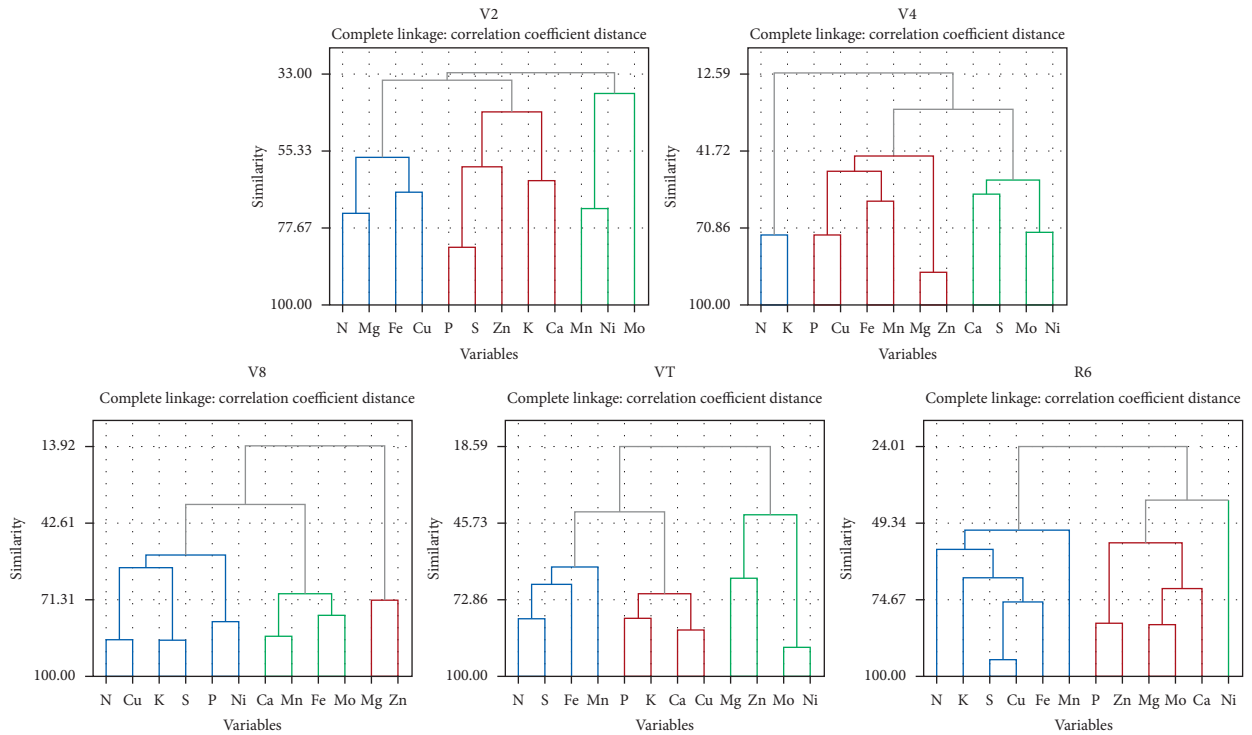 V2
Complete linkage: correlation coefficient distance
33.00
55.33
77.67
100.00
Similarity
N Mg Fe Cu P S Zn K Ca Mn Ni Mo
Variables
V4
Complete linkage: correlation coefficient distance
12.59
41.72
70.86
100.00
Similarity
N K P Cu Fe Mn Mg Zn Ca S Mo Ni
Variables
V8
Complete linkage: correlation coefficient distance
13.92
42.61
71.31
100.00
Similarity
N Cu K S P Ni Ca Mn Fe Mo Mg Zn
Variables
VT
Complete linkage: correlation coefficient distance
18.59
45.73
72.86
100.00
Similarity
N S Fe Mn P K Ca Cu Mg Zn Mo Ni
Variables
R6
Complete linkage: correlation coefficient distance
24.01
49.34
74.67
100.00
Similarity
N K S Cu Fe Mn P Zn Mg Mo Ca Ni
Variables